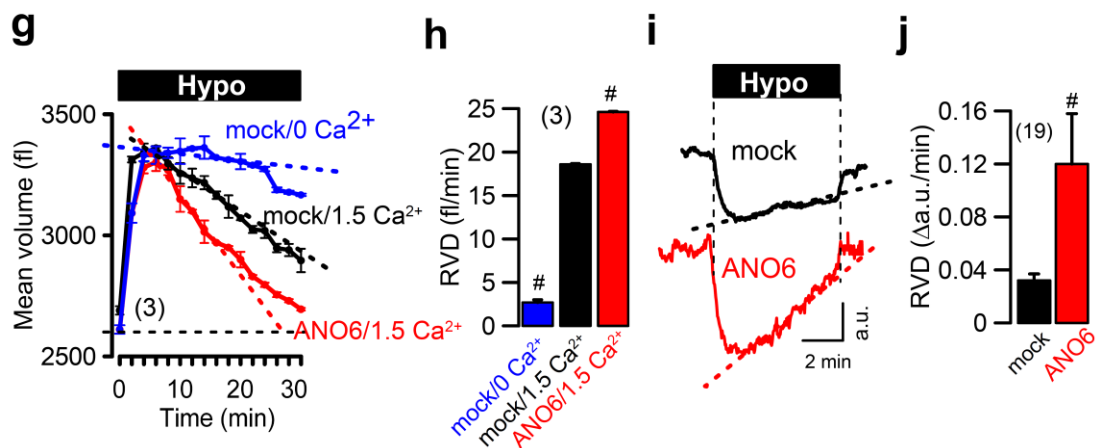 g
Hypo
3500
3000
2500
Mean volume (fl)
mock/0 Ca2+
mock/1.5 Ca2+
ANO6/1.5 Ca2+
(3)
0
10
20
30
Time (min)
h
25
20
15
10
5
0
RVD (fl/min)
(3)
#
#
mock/0 Ca2+
mock/1.5 Ca2+
ANO6/1.5 Ca2+
i
Hypo
mock
ANO6
a.u.
2 min
j
0.16
0.12
0.08
0.04
0
RVD (Δa.u./min)
(19)
#
mock
ANO6